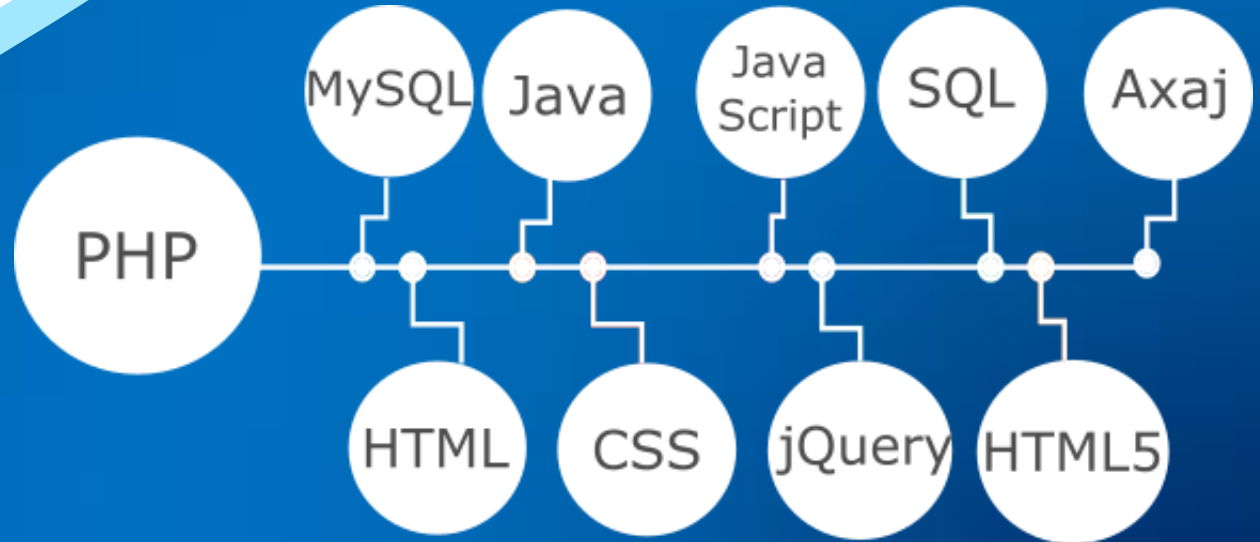 MySQL
Java
Java
Script
SQL
Axaj
PHP
HTML
CSS
jQuery
HTML5